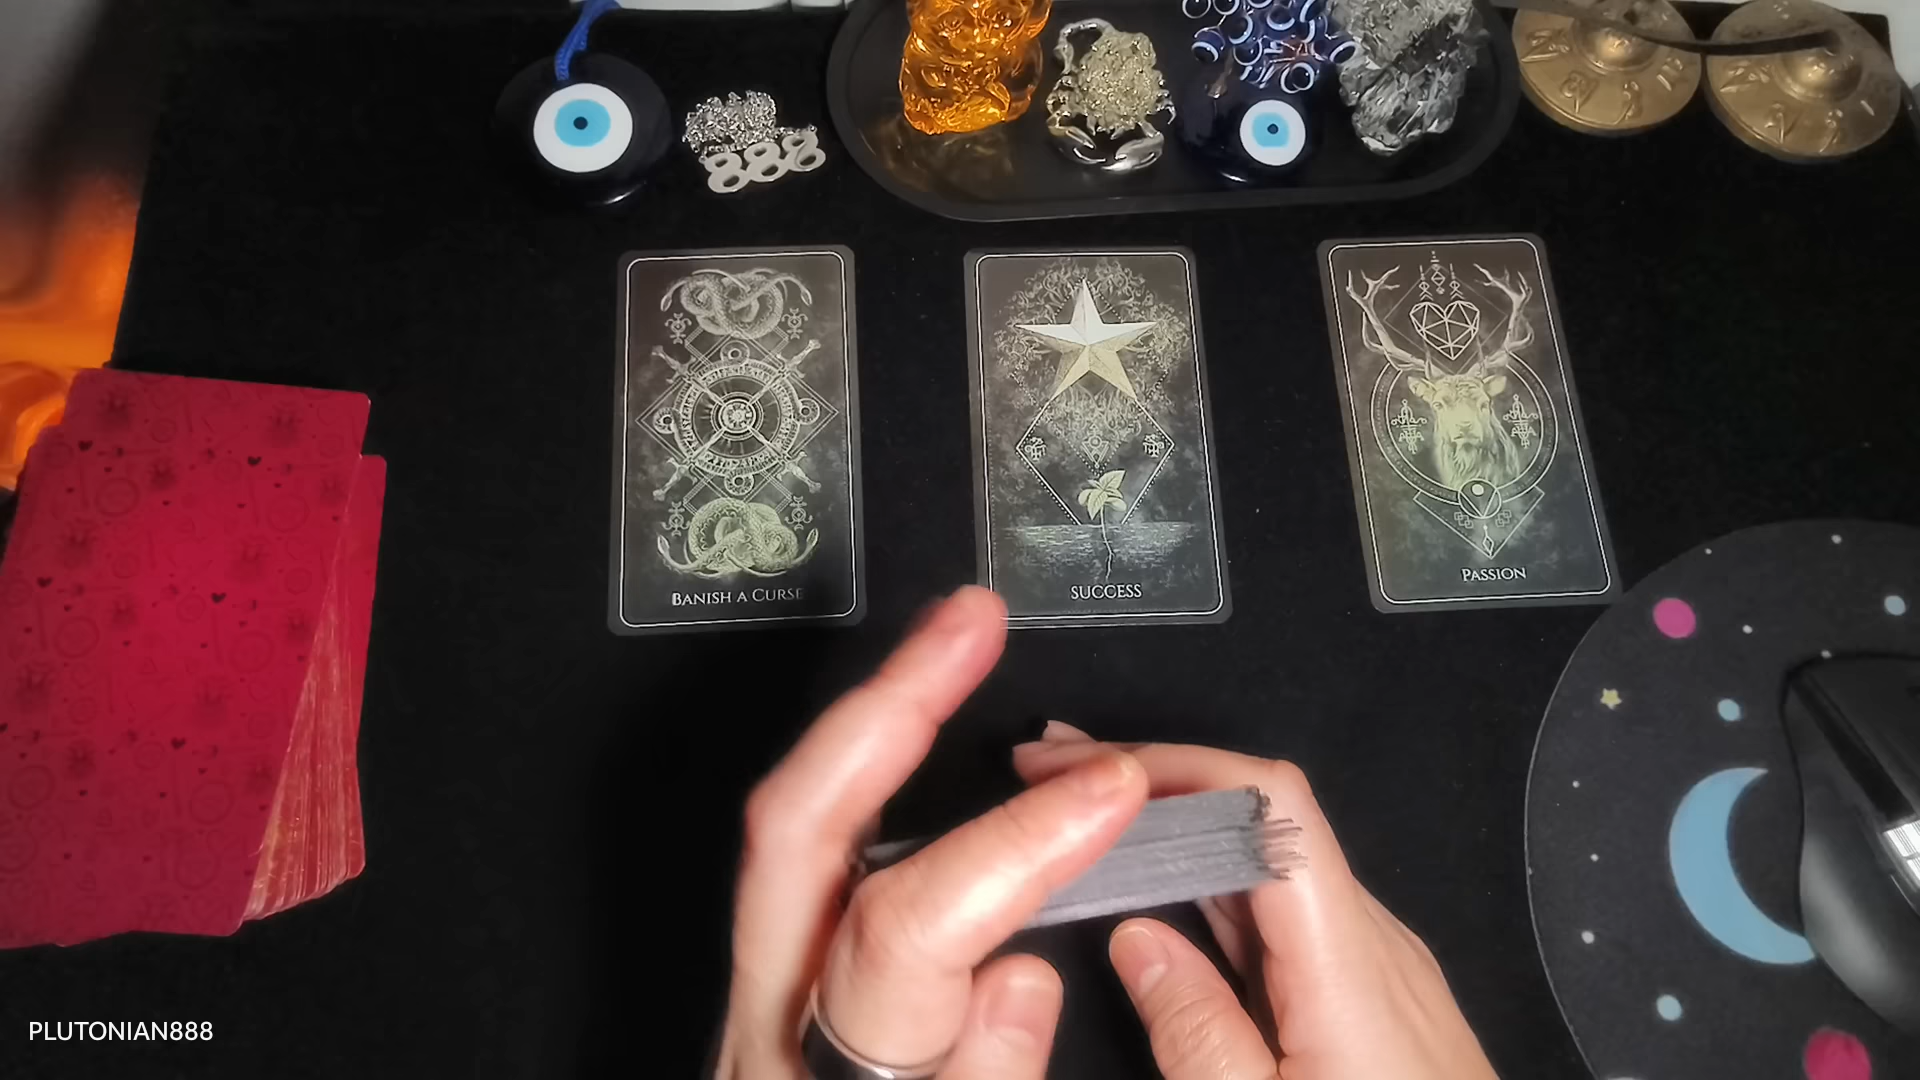 888
BANISH A CURSE
SUCCESS
PASSION
PLUTONIAN888